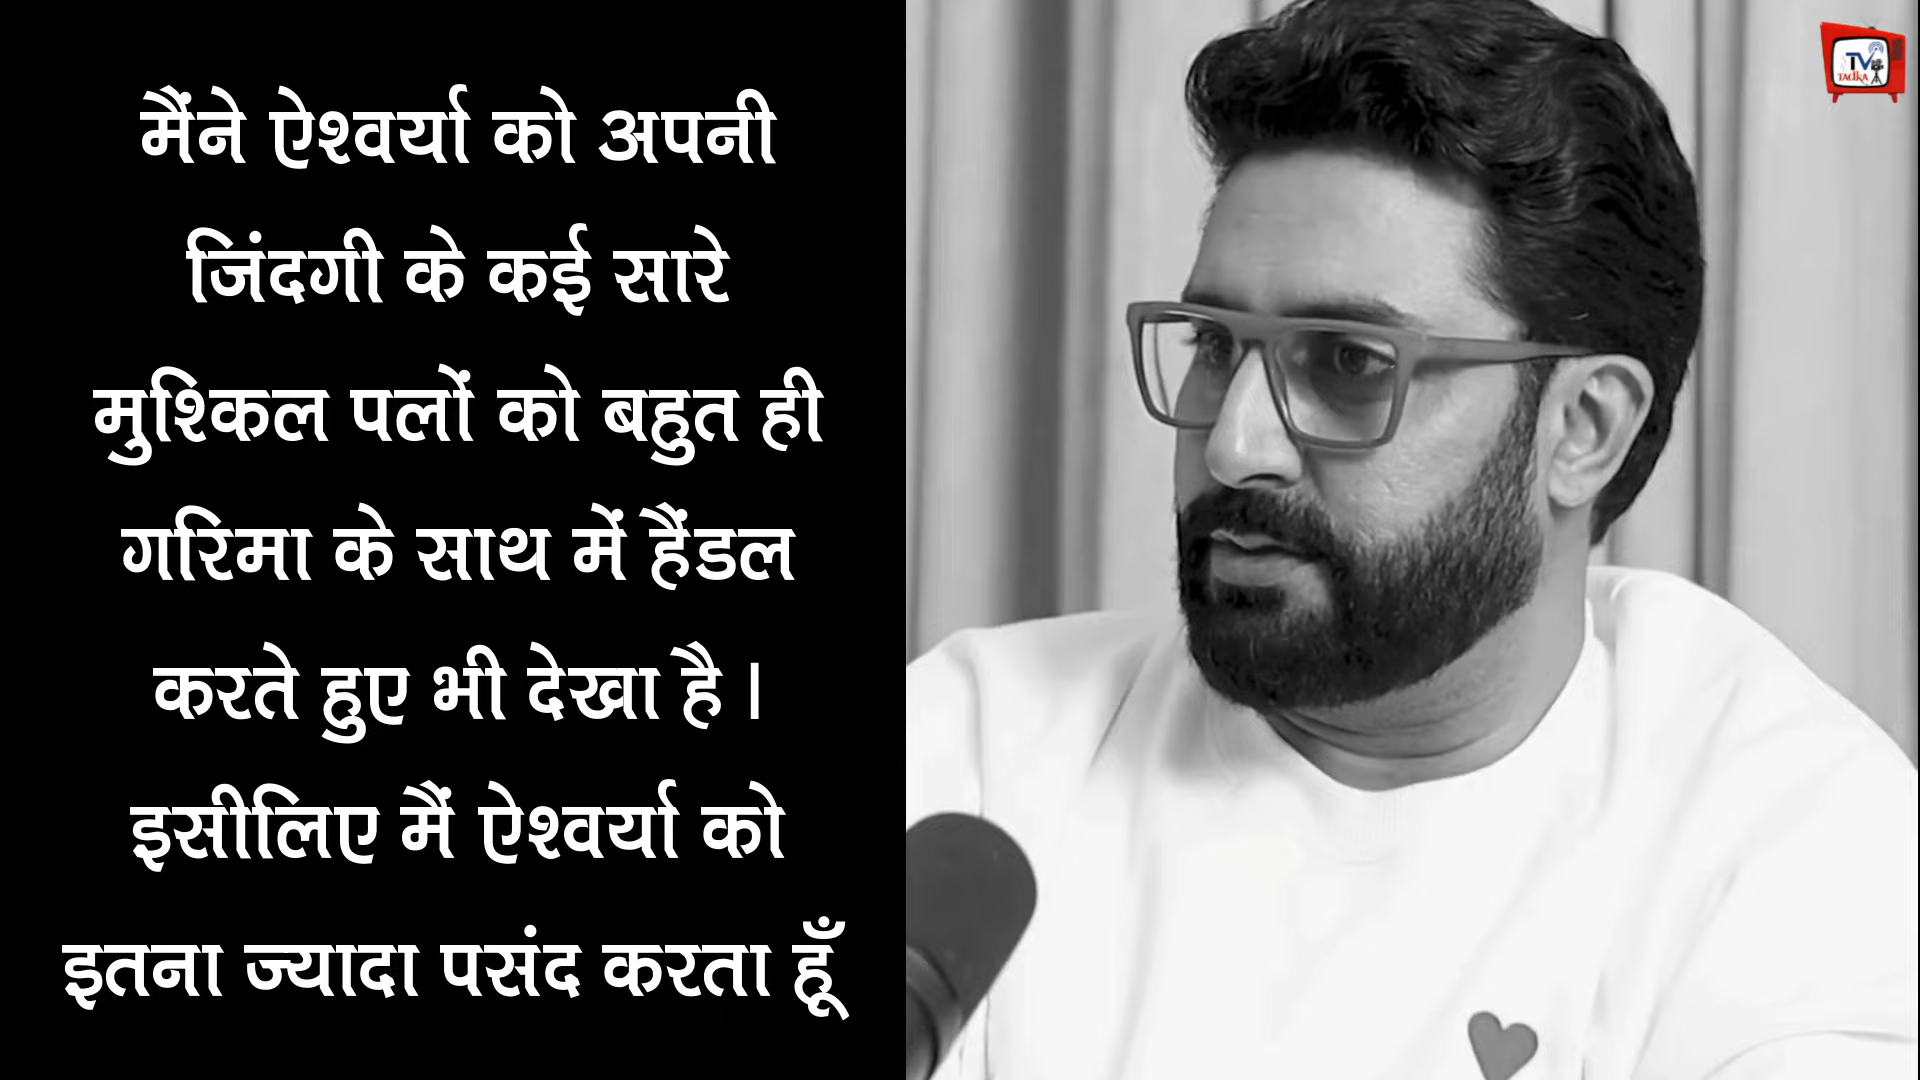 मैंने ऐश्वर्या को अपनी
जिंदगी के कई सारे
मुश्किल पलों को बहुत ही
गरिमा के साथ में हैंडल
करते हुए भी देखा है ।
इसीलिए मैं ऐश्वर्या को
इतना ज्यादा पसंद करता हूँ
TV
TADKA